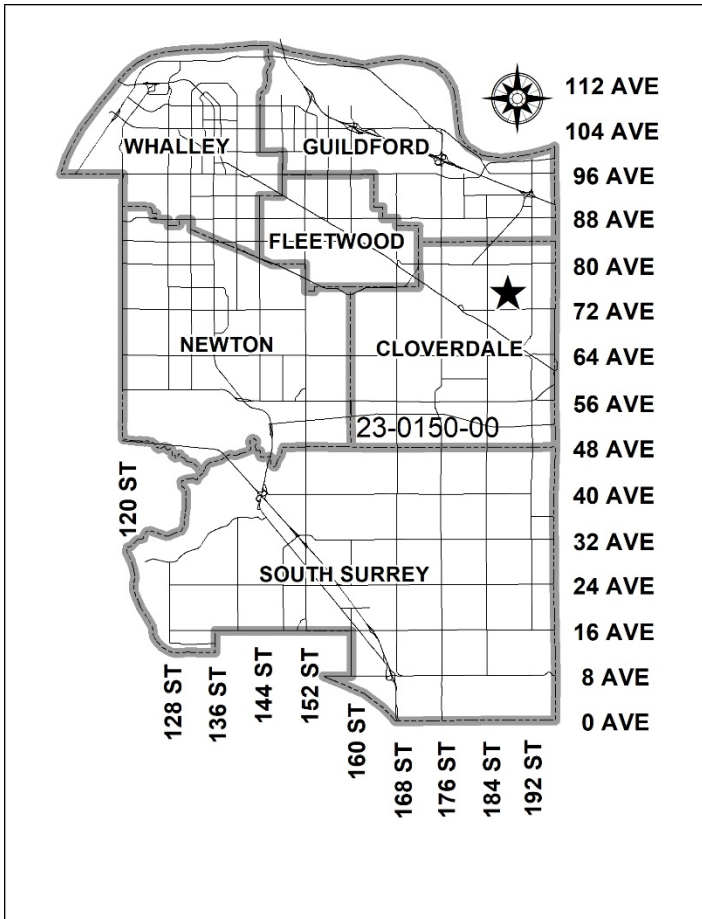 112 AVE
104 AVE
WHALLEY
GUILDFORD
96 AVE
88 AVE
FLEETWOOD
80 AVE
72 AVE
NEWTON
CLOVERDALE
64 AVE
56 AVE
23-0150-00
48 AVE
120 ST
40 AVE
32 AVE
SOUTH SURREY
24 AVE
16 AVE
8 AVE
0 AVE
128 ST
136 ST
144 ST
152 ST
160 ST
168 ST
176 ST
184 ST
192 ST